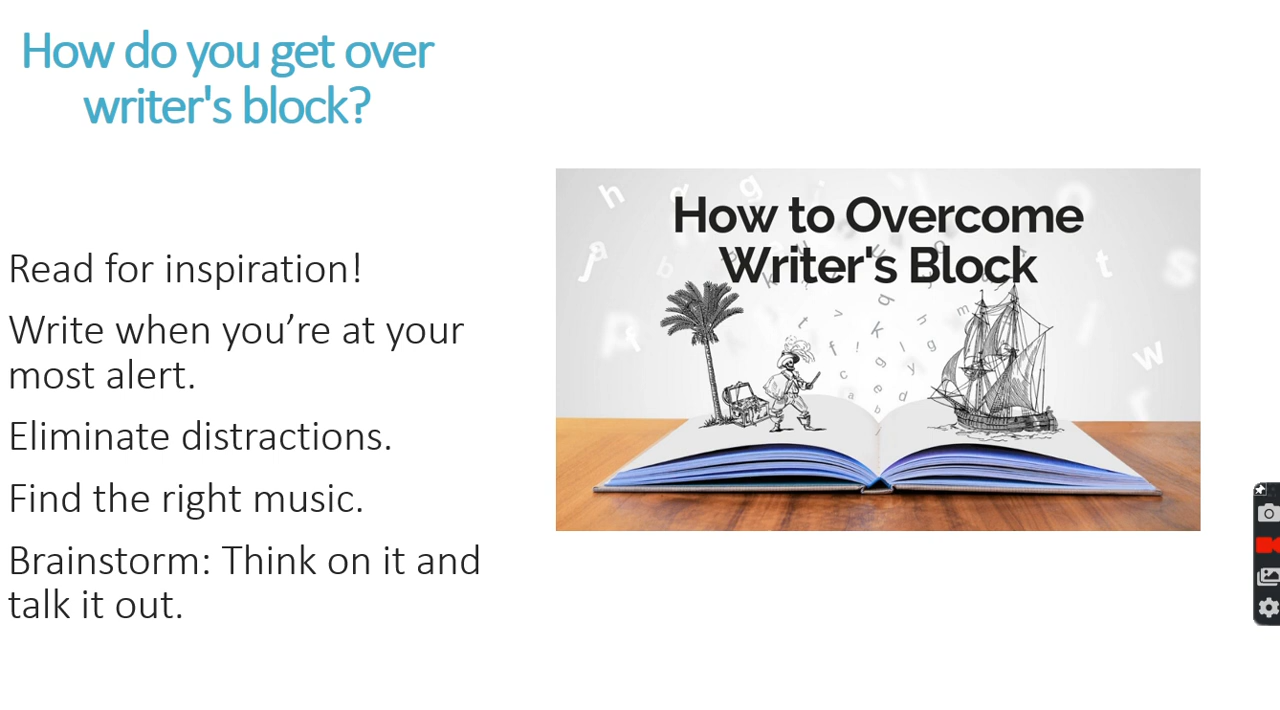 How do you get over
writer's block?
Read for inspiration!
Write when you’re at your
most alert.
Eliminate distractions.
Find the right music.
Brainstorm: Think on it and
talk it out.
How to Overcome
Writer's Block